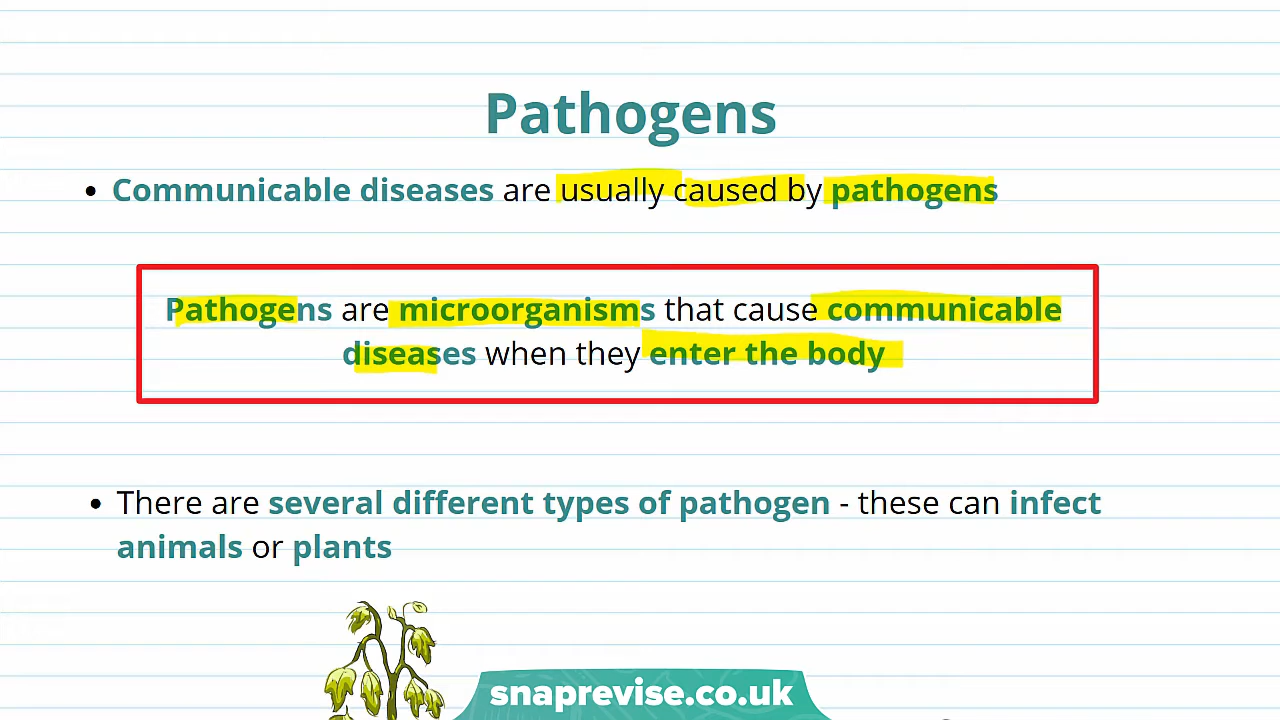 Pathogens
• Communicable diseases are usually caused by pathogens
Pathogens are microorganisms that cause communicable
diseases when they enter the body
• There are several different types of pathogen - these can infect
animals or plants
snaprevise.co.uk